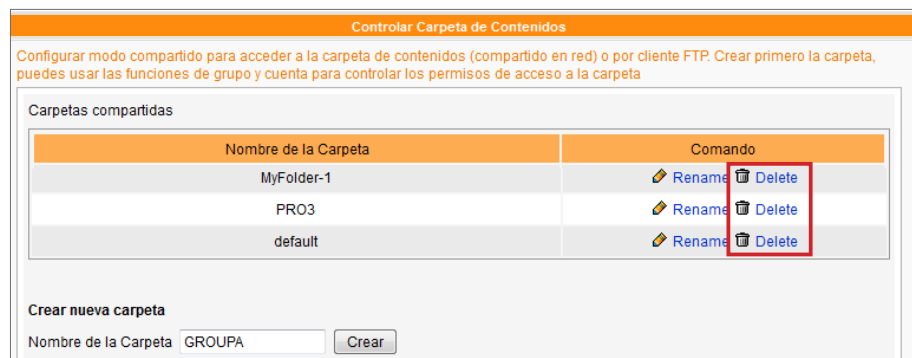 Controlar Carpeta de Contenidos
Configurar modo compartido para acceder a la carpeta de contenidos (compartido en red) o por cliente FTP. Crear primero la carpeta,
puedes usar las funciones de grupo y cuenta para controlar los permisos de acceso a la carpeta
Carpetas compartidas
Nombre de la Carpeta Comando
MyFolder-1 Rename Delete
PRO3 Rename Delete
default Rename Delete
Crear nueva carpeta
Nombre de la Carpeta GROUPA Crear